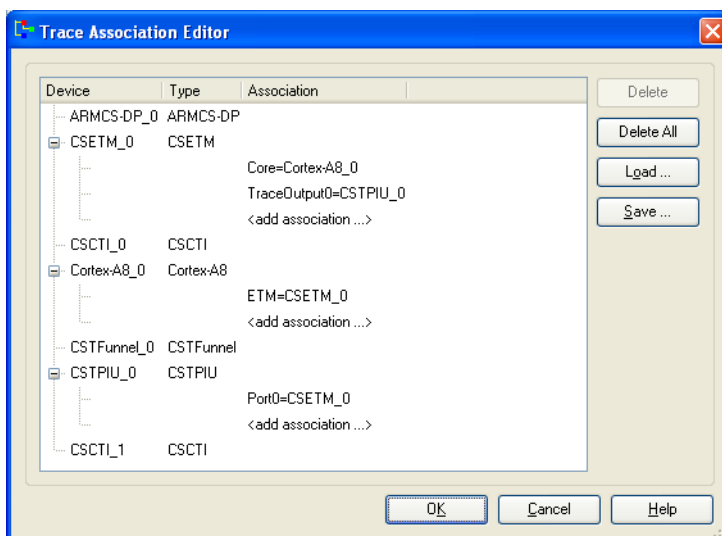 Trace Association Editor
Device Type Association
Delete
ARMCS-DP_0 ARMCS-DP
Delete All
CSETM_0 CSETM
Core=Cortex-A8_0
Load ...
TraceOutput0=CSTPIU_0
<add association ...>
Save ...
CSCTI_0 CSCTI
Cortex-A8_0 Cortex-A8
ETM=CSETM_0
<add association ...>
CSTFunnel_0 CSTFunnel
CSTPIU_0 CSTPIU
Port0=CSETM_0
<add association ...>
CSCTI_1 CSCTI
OK Cancel Help